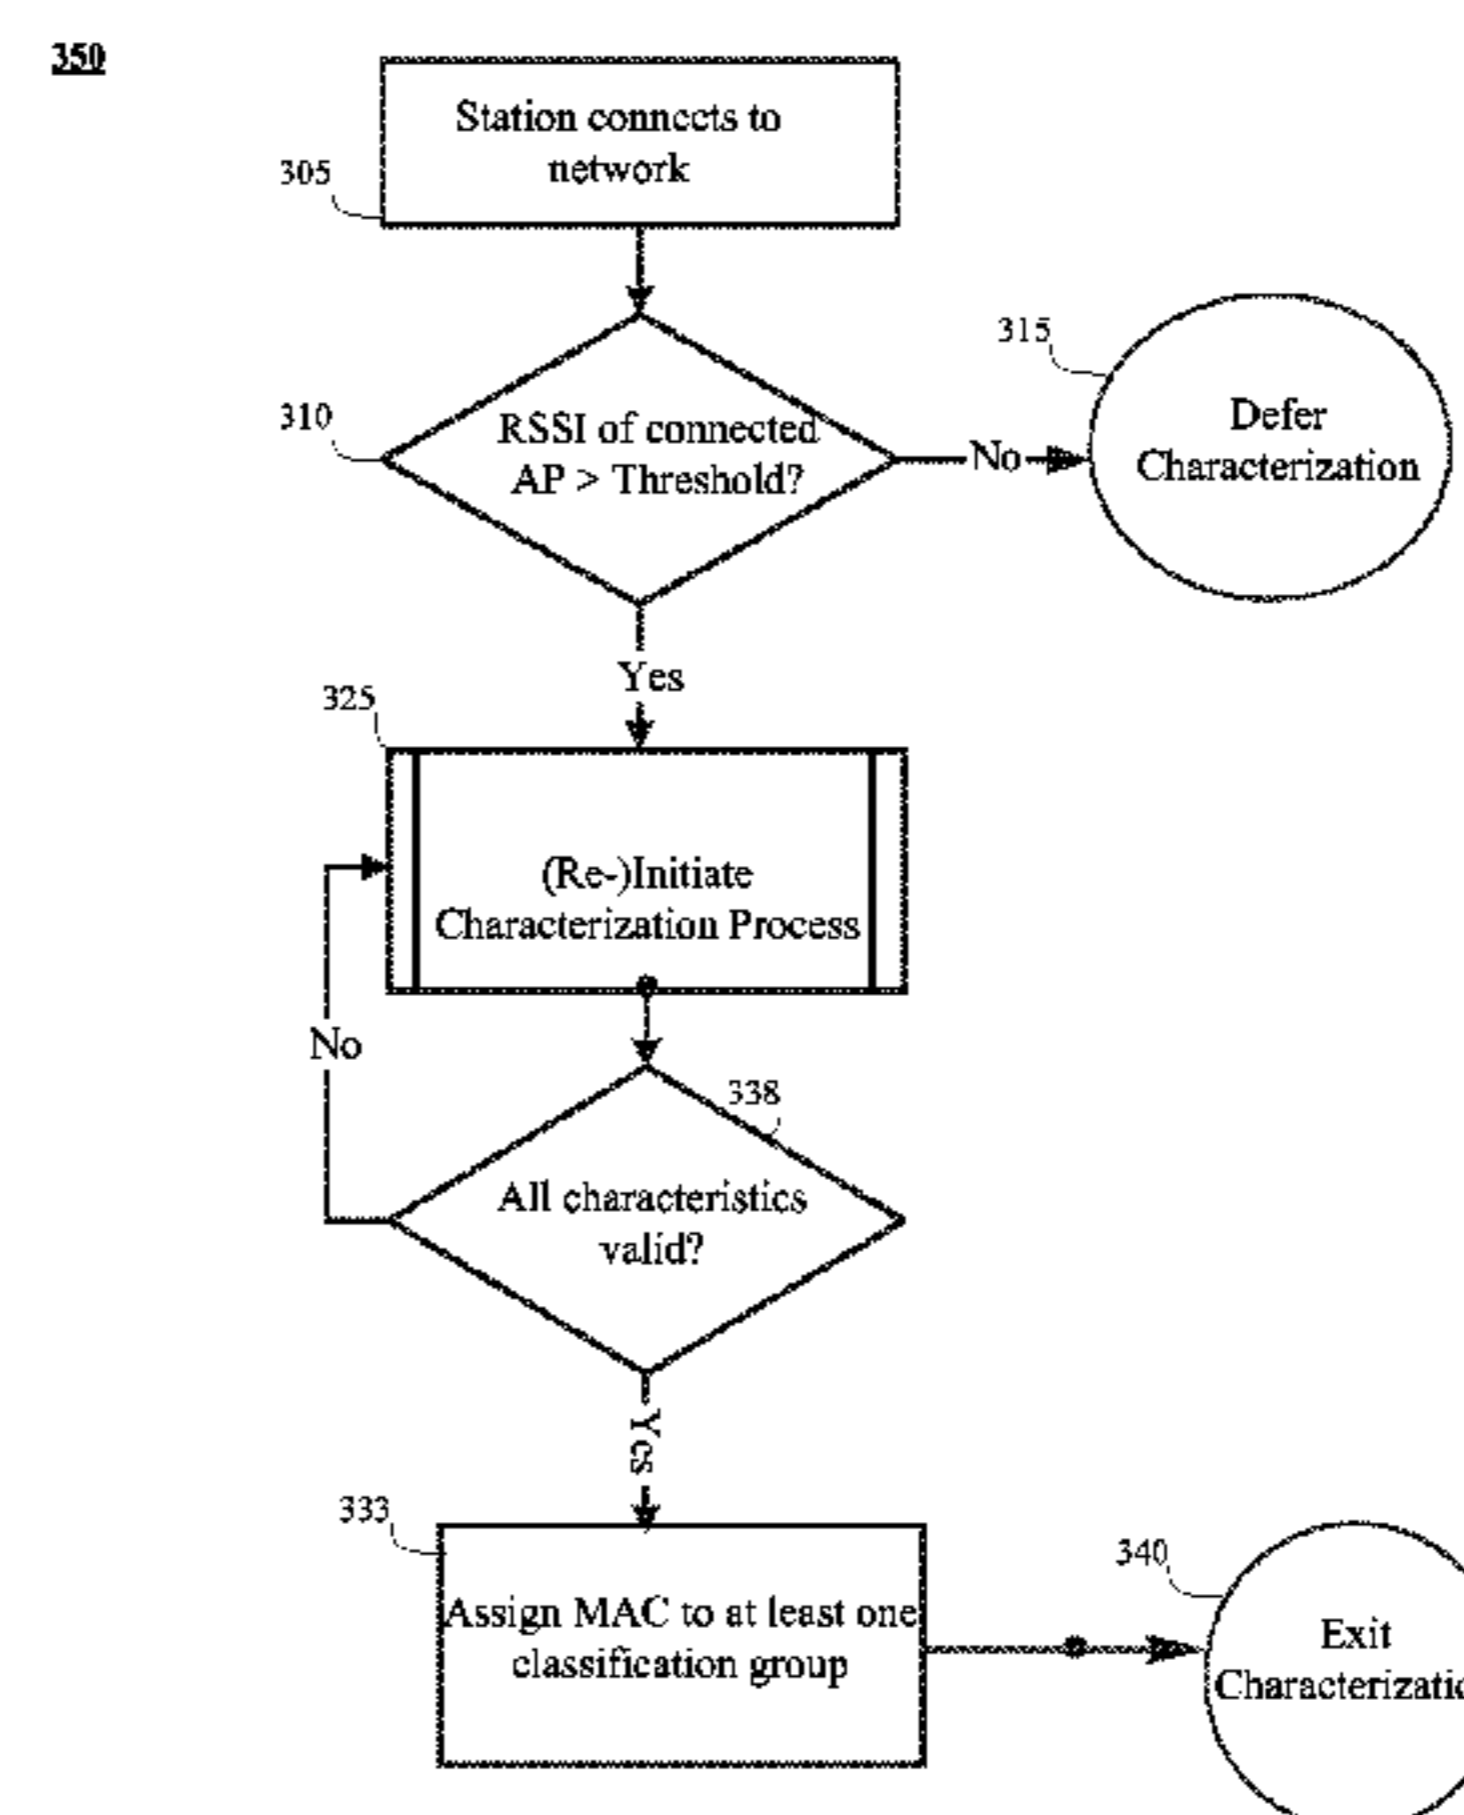 350
Station connects to
network
305
315
310
RSSI of connected
AP > Threshold?
No
Defer
Characterization
Yes
325
(Re-)Initiate
Characterization Process
No
338
All characteristics
valid?
Yes
333
Assign MAC to at least one
classification group
340
Exit